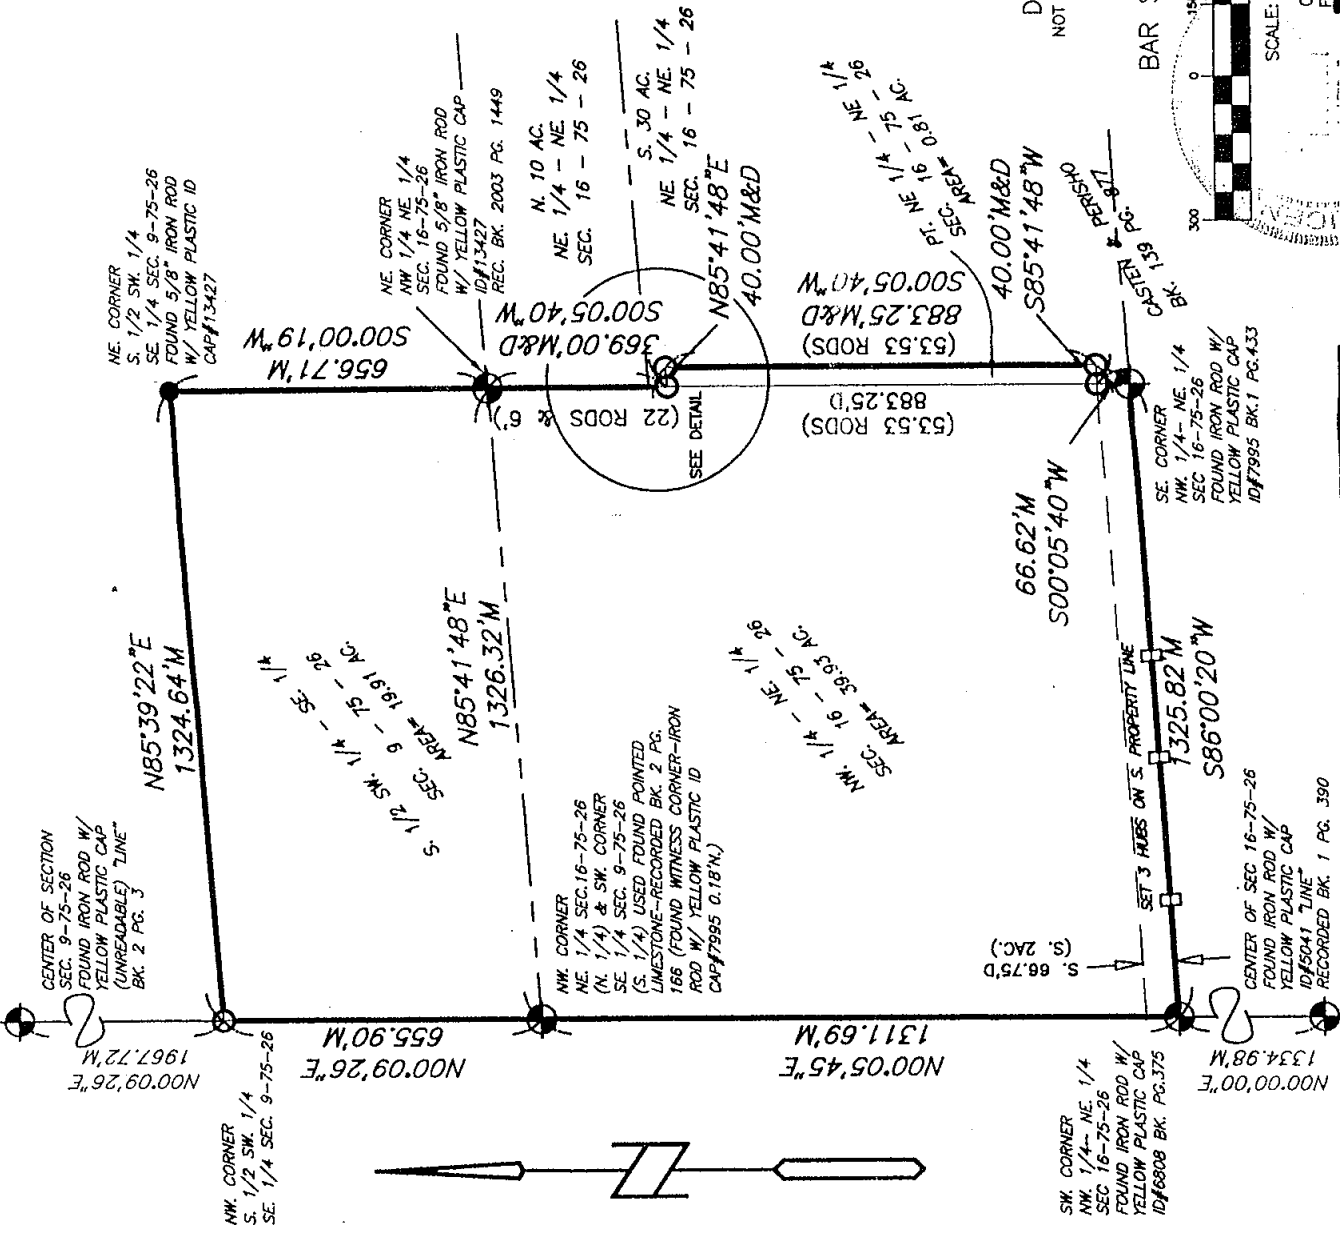 CENTER OF SECTION
SEC. 9-75-26
FOUND IRON ROD W/
YELLOW PLASTIC CAP
(UNREADABLE) "LINE"
BK. 2 PG. 3
N00°09'26"E
1967.72'M
NW. CORNER
S. 1/2 SW. 1/4
SE. 1/4 SEC. 9-75-26
N85°39'22"E
1324.64'M
NE. CORNER
S. 1/2 SW. 1/4
SE 1/4 SEC. 9-75-26
FOUND 5/8" IRON ROD
W/ YELLOW PLASTIC ID
CAP#13427
656.71'M
S00°00'19"W
S. 1/2 SW. 1/4 - SE. 1/4
SEC. 9 - 75 - 26
AREA= 19.91 AC.
655.90'M
N00°09'26"E
NE. CORNER
NW 1/4 NE 1/4
SEC. 16-75-26
FOUND 5/8" IRON ROD
W/ YELLOW PLASTIC CAP
ID#13427
REC. BK. 2003 PG. 1449
N85°41'48"E
1326.32'M
N. 10 AC.
NE. 1/4 - NE. 1/4
SEC. 16 - 75 - 26
S. 30 AC.
NE. 1/4 - NE. 1/4
SEC. 16 - 75 - 26
369.00'M&D
S00°05'40"W
(22 RODS & 6')
SEE DETAIL
N85°41'48"E
40.00'M&D
NW. CORNER
NE. 1/4 SEC.16-75-26
(N. 1/4) & SW. CORNER
SE. 1/4 SEC. 9-75-26
(S. 1/4) USED FOUND POINTED
LIMESTONE-RECORDED BK. 2 PG.
166 (FOUND WITNESS CORNER-IRON
ROD W/ YELLOW PLASTIC ID
CAP#7995 0.18'N.)
NW. 1/4 - NE. 1/4
SEC. 16 - 75 - 26
AREA= 39.93 AC.
(53.53 RODS)
883.25'D
(53.53 RODS)
883.25'M&D
S00°05'40"W
PT. NE 1/4 - NE 1/4
SEC. 16 - 75 - 26
AREA= 0.81 AC.
1311.69'M
N00°05'45"E
40.00'M&D
S85°41'48"W
66.62'M
S00°05'40"W
CASTEN & PERISHO
BK. 139 PG. 877
SE. CORNER
NW. 1/4- NE. 1/4
SEC 16-75-26
FOUND IRON ROD W/
YELLOW PLASTIC CAP
ID#7995 BK.1 PG.433
SET 3 HUBS ON S. PROPERTY LINE
1325.82'M
S86°00'20"W
S. 66.75'D
(S. 2AC.)
SW. CORNER
NW. 1/4- NE. 1/4
SEC 16-75-26
FOUND IRON ROD W/
YELLOW PLASTIC CAP
ID#6808 BK. PG.375
CENTER OF SEC 16-75-26
FOUND IRON ROD W/
YELLOW PLASTIC CAP
ID#5041 "LINE"
RECORDED BK. 1 PG. 390
1334.98'M
N00°00'00"E
D
NOT
BAR S
300
0
150
SCALE: